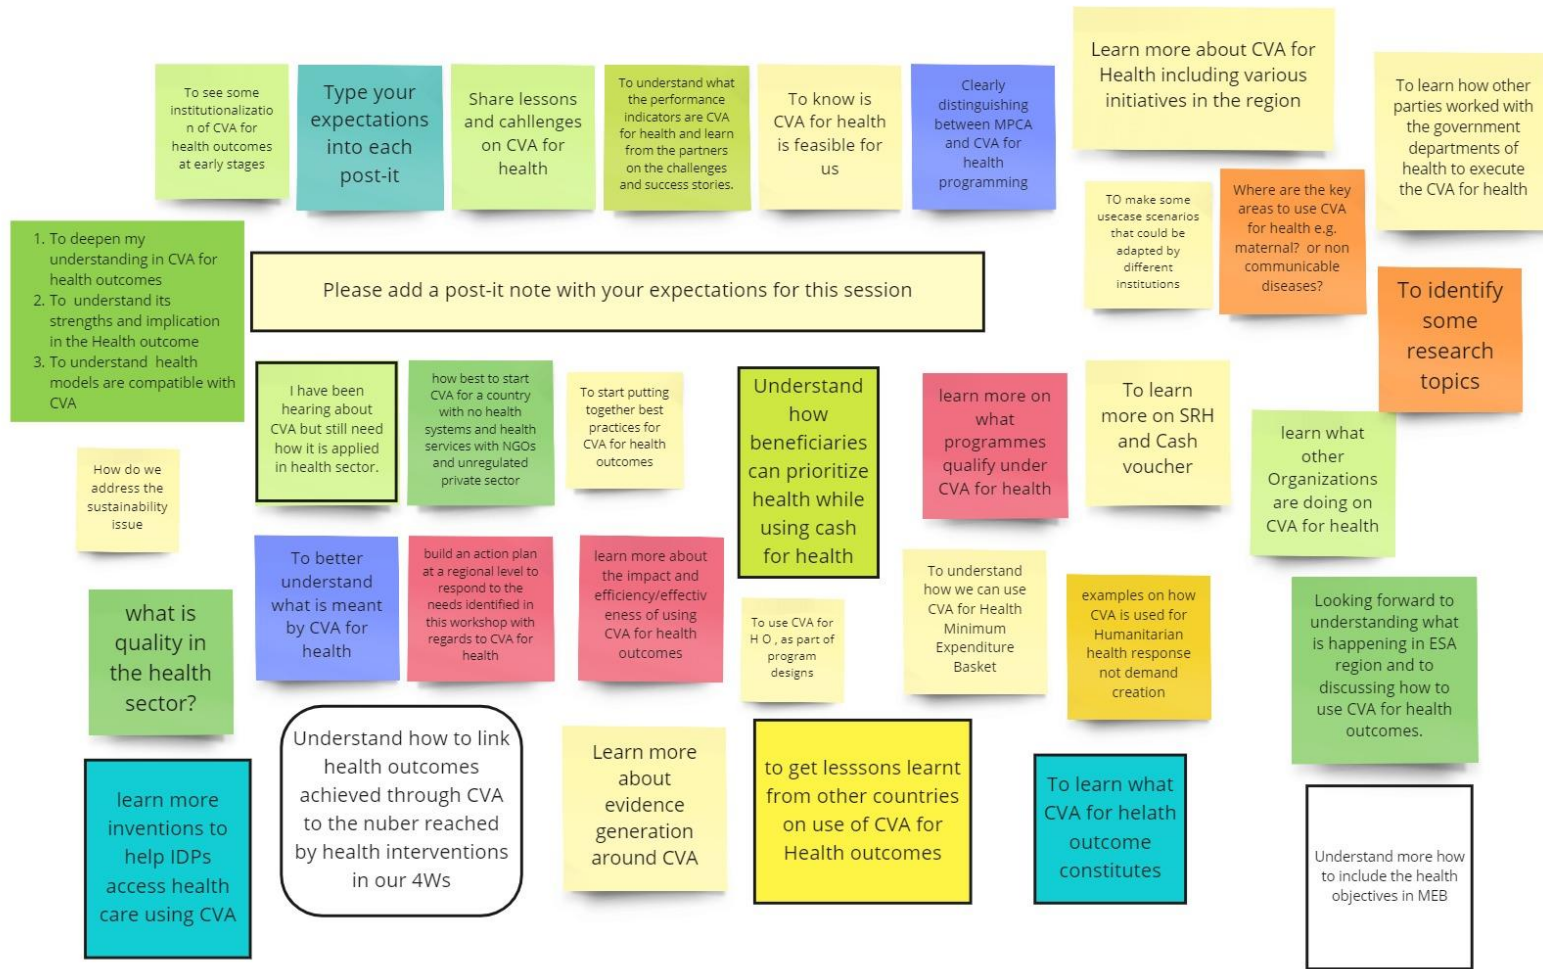 To see some
institutionalizatio
n of CVA for
health outcomes
at early stages
Type your
expectations
into each
post-it
Share lessons
and cahllenges
on CVA for
health
To understand what
the performance
indicators are CVA
for health and learn
from the partners
on the challenges
and success stories.
To know is
CVA for health
is feasible for
us
Clearly
distinguishing
between MPCA
and CVA for
health
programming
Learn more about CVA for
Health including various
initiatives in the region
To learn how other
parties worked with
the government
departments of
health to execute
the CVA for health
TO make some
usecase scenarios
that could be
adapted by
different
institutions
Where are the key
areas to use CVA
for health e.g.
maternal? or non
communicable
diseases?
To identify
some
research
topics
1. To deepen my
understanding in CVA for
health outcomes
2. To understand its
strengths and implication
in the Health outcome
3. To understand health
models are compatible with
CVA
Please add a post-it note with your expectations for this session
I have been
hearing about
CVA but still need
how it is applied
in health sector.
how best to start
CVA for a country
with no health
systems and health
services with NGOs
and unregulated
private sector
To start putting
together best
practices for
CVA for health
outcomes
Understand
how
beneficiaries
can prioritize
health while
using cash
for health
learn more on
what
programmes
qualify under
CVA for health
To learn
more on SRH
and Cash
voucher
learn what
other
Organizations
are doing on
CVA for health
How do we
address the
sustainability
issue
To better
understand
what is meant
by CVA for
health
build an action plan
at a regional level to
respond to the
needs identified in
this workshop with
regards to CVA for
health
learn more about
the impact and
efficiency/effectiv
eness of using
CVA for health
outcomes
To use CVA for
H O , as part of
program
designs
To understand
how we can use
CVA for Health
Minimum
Expenditure
Basket
examples on how
CVA is used for
Humanitarian
health response
not demand
creation
Looking forward to
understanding what
is happening in ESA
region and to
discussing how to
use CVA for health
outcomes.
what is
quality in
the health
sector?
learn more
inventions to
help IDPs
access health
care using CVA
Understand how to link
health outcomes
achieved through CVA
to the nuber reached
by health interventions
in our 4Ws
Learn more
about
evidence
generation
around CVA
to get lesssons learnt
from other countries
on use of CVA for
Health outcomes
To learn what
CVA for helath
outcome
constitutes
Understand more how
to include the health
objectives in MEB